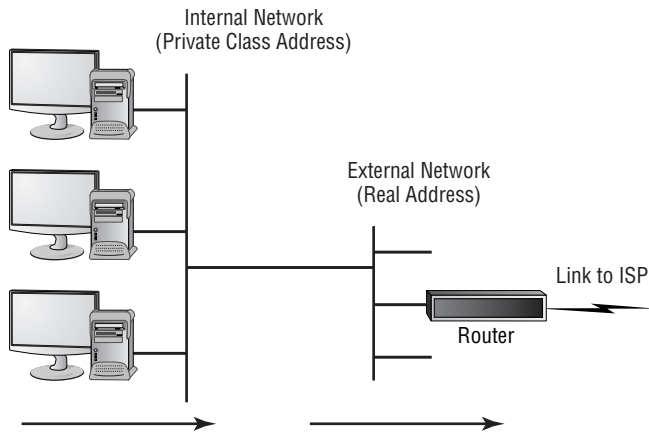 Internal Network
(Private Class Address)
External Network
(Real Address)
Link to ISP
Router